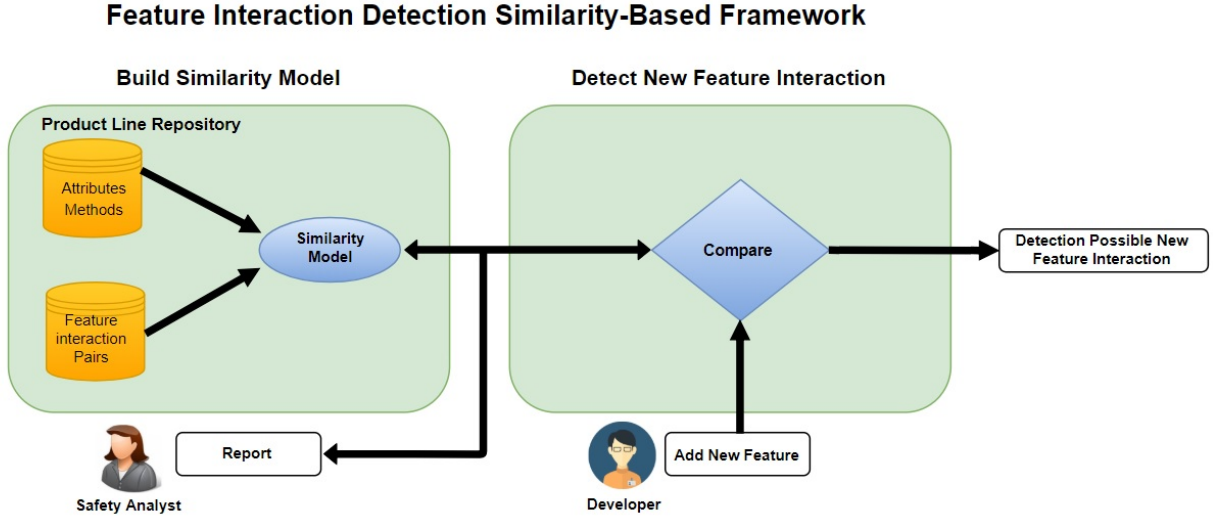 Feature Interaction Detection Similarity-Based Framework
Build Similarity Model
Product Line Repository
Attributes
Methods
Feature
interaction
Pairs
Similarity
Model
Report
Safety Analyst
Detect New Feature Interaction
Compare
Add New Feature
Developer
Detection Possible New
Feature Interaction